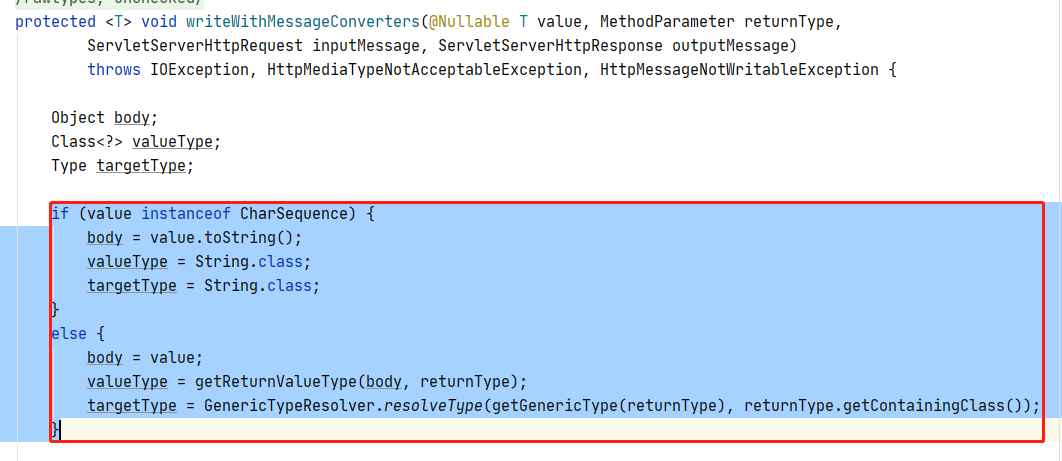 protected <T> void writeWithMessageConverters(@Nullable T value, MethodParameter returnType,
ServletServerHttpRequest inputMessage, ServletServerHttpResponse outputMessage)
throws IOException, HttpMediaTypeNotAcceptableException, HttpMessageNotWritableException {
Object body;
Class<?> valueType;
Type targetType;
if (value instanceof CharSequence) {
body = value.toString();
valueType = String.class;
targetType = String.class;
}
else {
body = value;
valueType = getReturnValueType(body, returnType);
targetType = GenericTypeResolver.resolveType(getGenericType(returnType), returnType.getContainingClass());
}